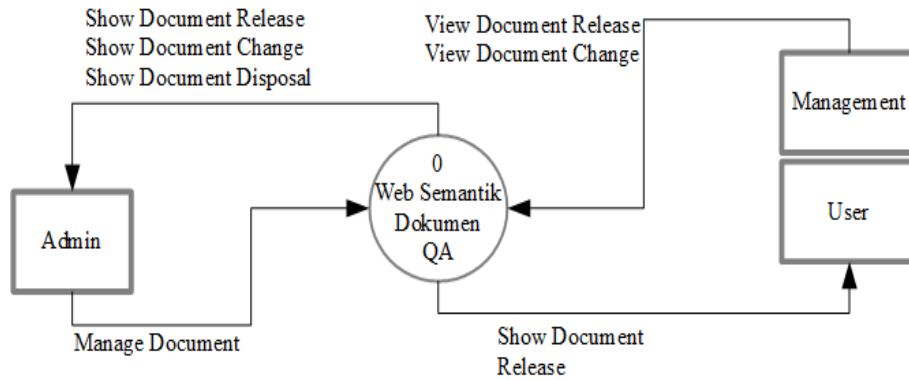 Show Document Release
Show Document Change
Show Document Disposal
View Document Release
View Document Change
Management
0
Web Semantik
Dokumen
QA
Admin
User
Manage Document
Show Document
Release